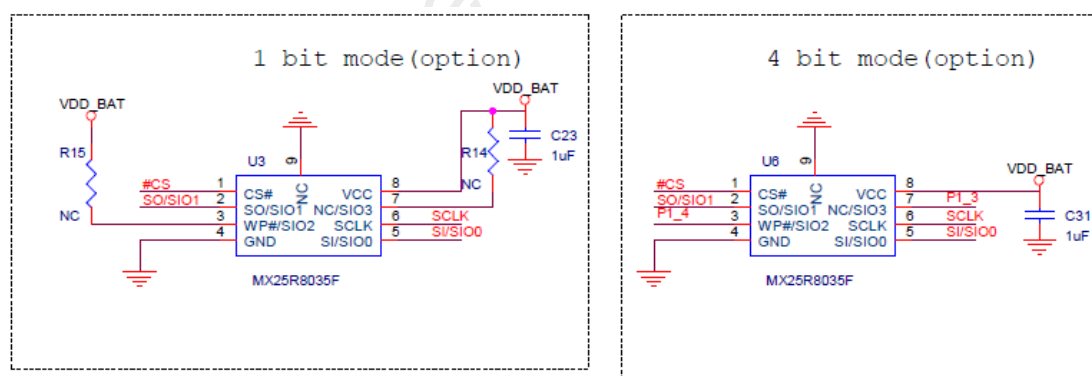 1 bit mode(option)
VDD_BAT
VDD_BAT
R15
NC
U3
9
NC
R14
NC
C23
1uF
#CS 1 CS# VCC 8
SO/SIO1 2 SO/SIO1 NC/SIO3 7
3 WP#/SIO2 SCLK 6 SCLK
4 GND SI/SIO0 5 SI/SIO0
MX25R8035F
4 bit mode(option)
U6
9
NC
VDD_BAT
C31
1uF
#CS 1 CS# VCC 8
SO/SIO1 2 SO/SIO1 NC/SIO3 7 P1_3
P1_4 3 WP#/SIO2 SCLK 6 SCLK
4 GND SI/SIO0 5 SI/SIO0
MX25R8035F